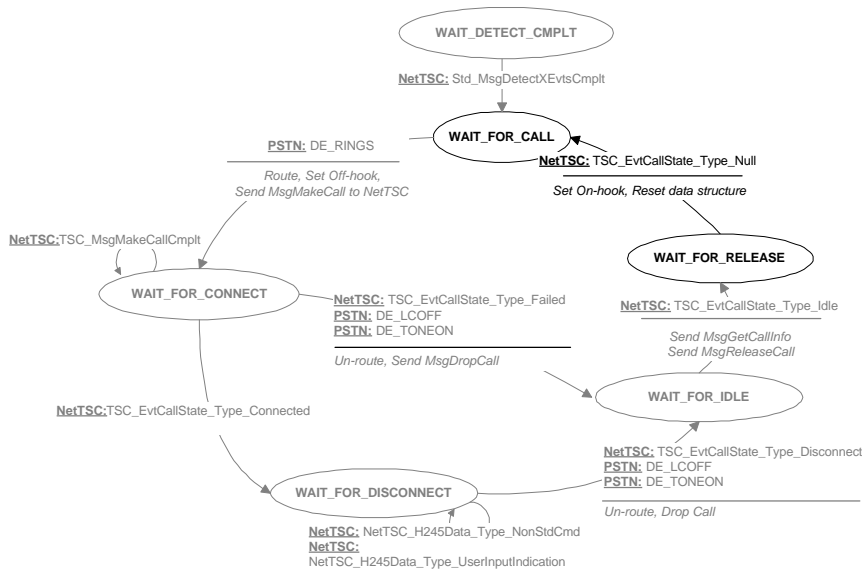 WAIT_DETECT_CMPLT
NetTSC: Std_MsgDetectXEvtsCmplt
WAIT_FOR_CALL
PSTN: DE_RINGS
Route, Set Off-hook,
Send MsgMakeCall to NetTSC
NetTSC: TSC_EvtCallState_Type_Null
Set On-hook, Reset data structure
NetTSC:TSC_MsgMakeCallCmplt
WAIT_FOR_RELEASE
WAIT_FOR_CONNECT
NetTSC: TSC_EvtCallState_Type_Failed
PSTN: DE_LCOFF
PSTN: DE_TONEON
Un-route, Send MsgDropCall
NetTSC: TSC_EvtCallState_Type_Idle
Send MsgGetCallInfo
Send MsgReleaseCall
WAIT_FOR_IDLE
NetTSC:TSC_EvtCallState_Type_Connected
NetTSC: TSC_EvtCallState_Type_Disconnect
PSTN: DE_LCOFF
PSTN: DE_TONEON
Un-route, Drop Call
WAIT_FOR_DISCONNECT
NetTSC: NetTSC_H245Data_Type_NonStdCmd
NetTSC:
NetTSC_H245Data_Type_UserInputIndication